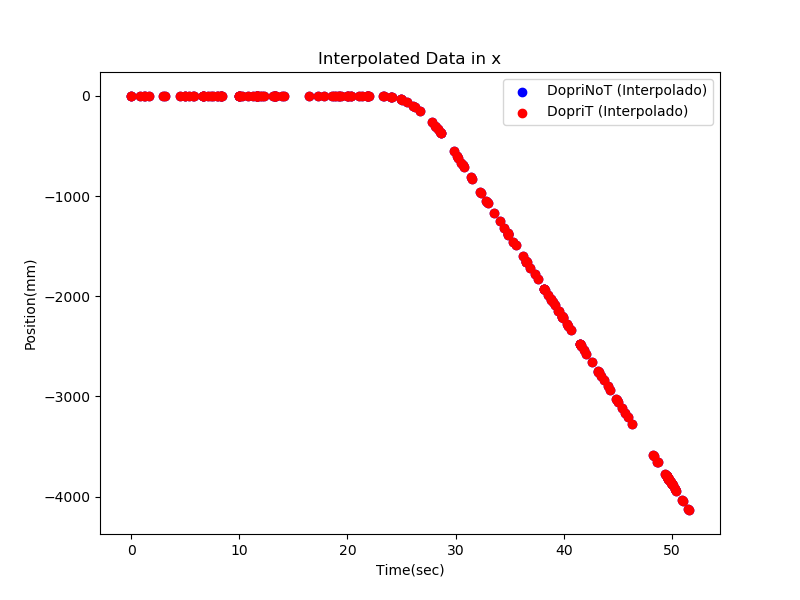 Interpolated Data in x
DopriNoT (Interpolado)
DopriT (Interpolado)
0
−1000
−2000
−3000
−4000
Position(mm)
0 10 20 30 40 50
Time(sec)